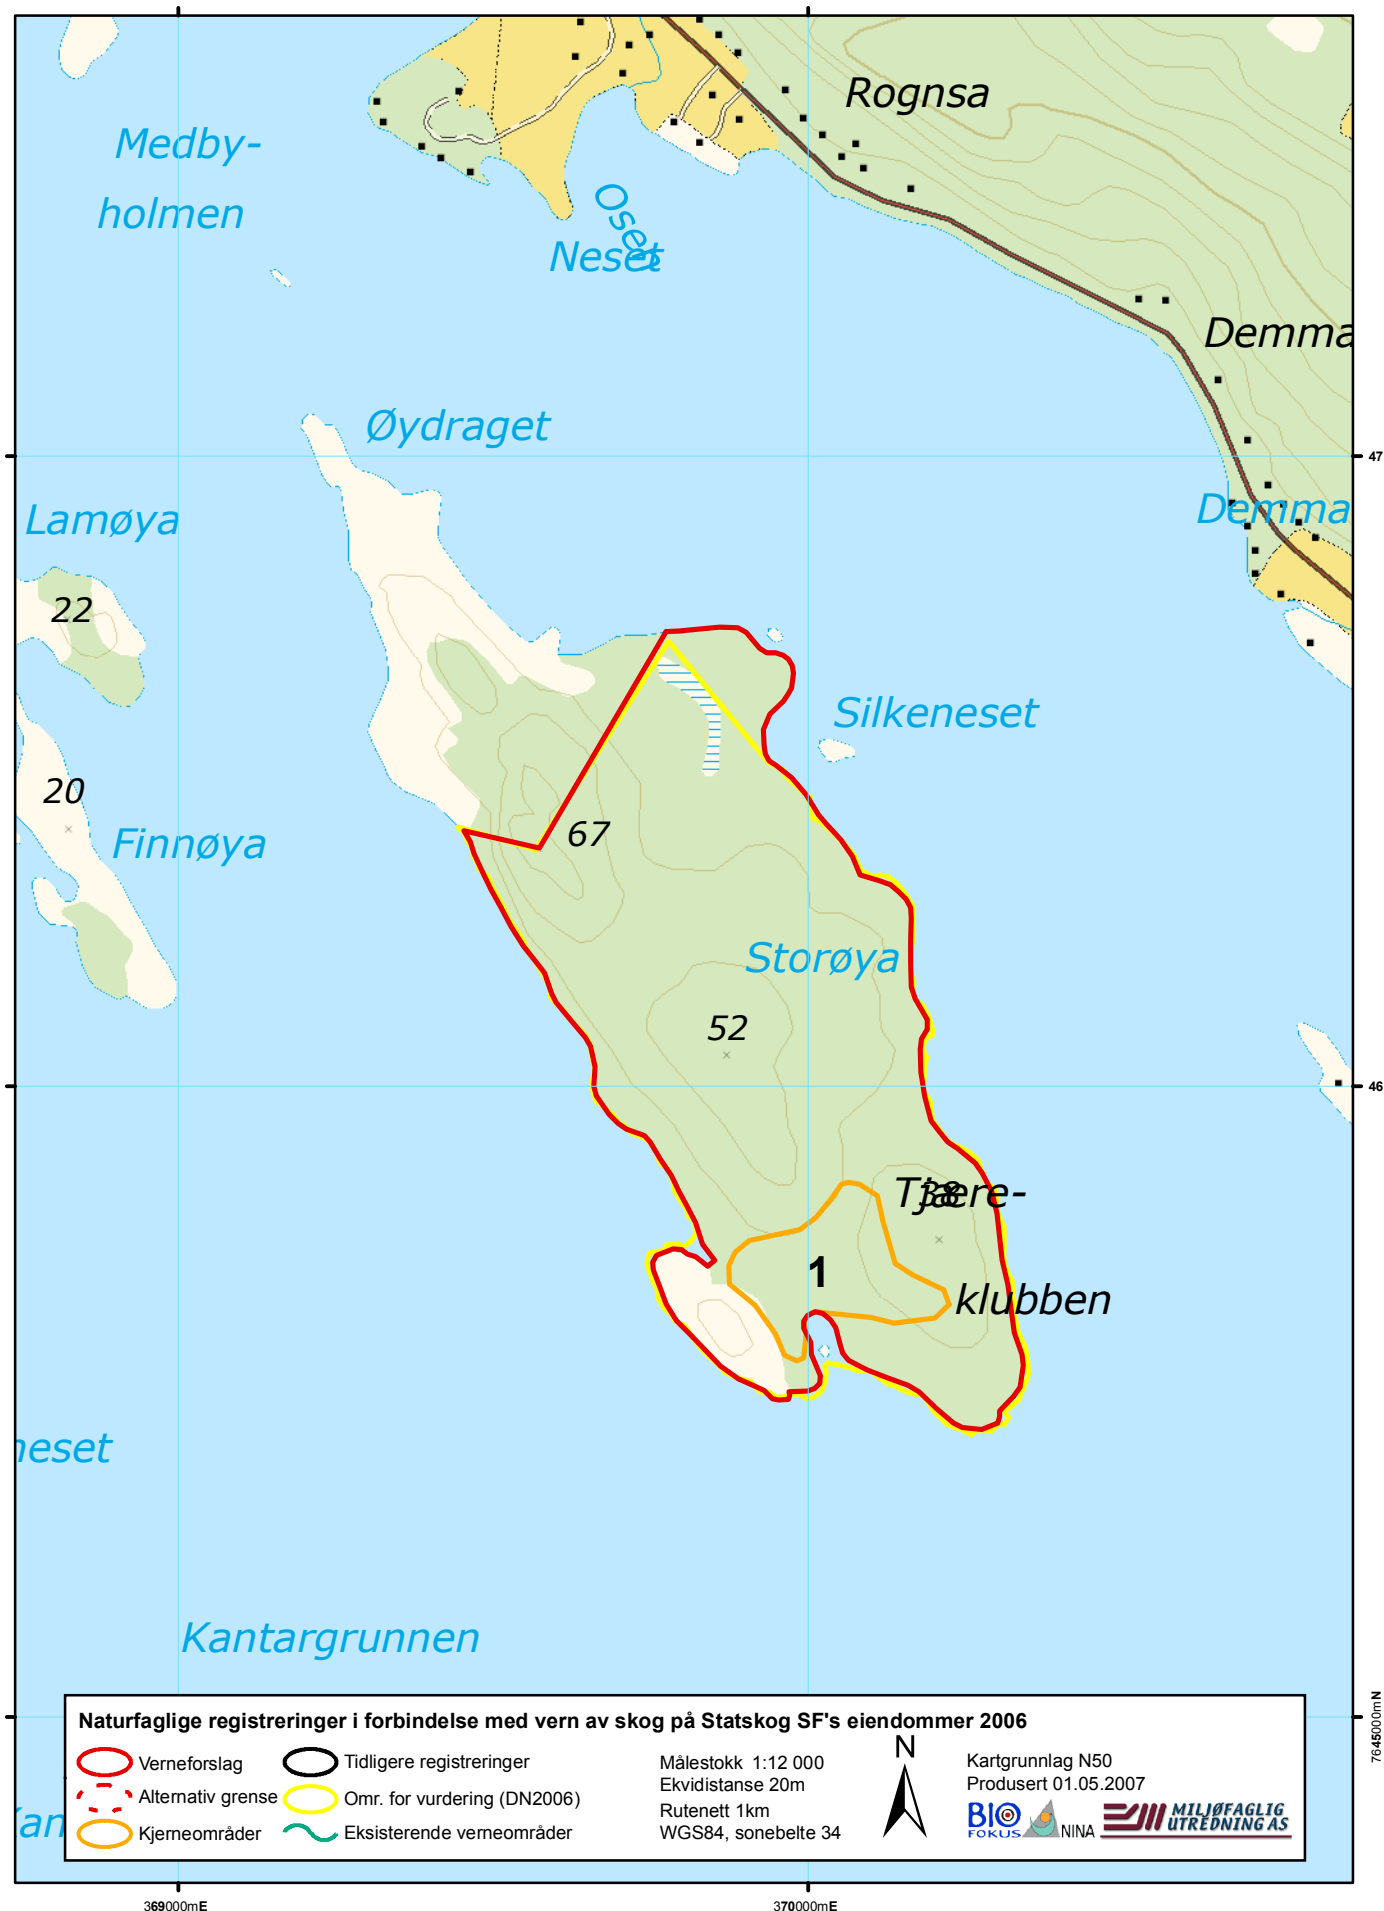 Rognsa
Medby-
holmen
Osen
Neset
Demma
Øydraget
Lamøya
Demma
22
Silkeneset
20
67
Finnøya
Storøya
52
Tjære-
38
1
klubben
neset
Kantargrunnen
Naturfaglige registreringer i forbindelse med vern av skog på Statskog SF's eiendommer 2006
Verneforslag
Alternativ grense
Kjerneområder
Tidligere registreringer
Omr. for vurdering (DN2006)
Eksisterende verneområder
Målestokk 1:12 000
Ekvidistanse 20m
Rutenett 1km
WGS84, sonebelte 34
N
Kartgrunnlag N50
Produsert 01.05.2007
BIO
FOKUS
NINA
MILJØFAGLIG
UTREDNING AS
47
46
7645000mN
369000mE
370000mE